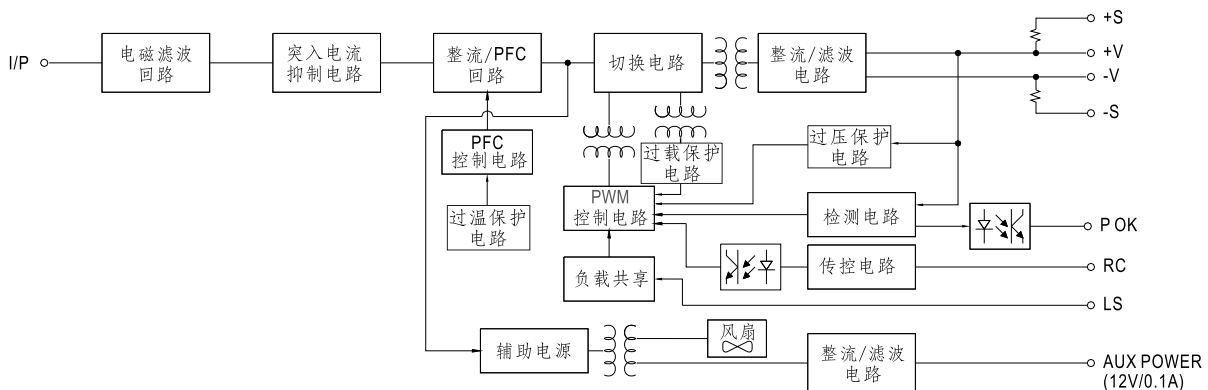 +S
I/P
电磁滤波
回路
突入电流
抑制电路
整流/PFC
回路
切换电路
整流/滤波
电路
+V
-V
-S
PFC
控制电路
过载保护
电路
过压保护
电路
过温保护
电路
PWM
控制电路
检测电路
P OK
负载共享
传控电路
RC
LS
辅助电源
风扇
整流/滤波
电路
AUX POWER
(12V/0.1A)